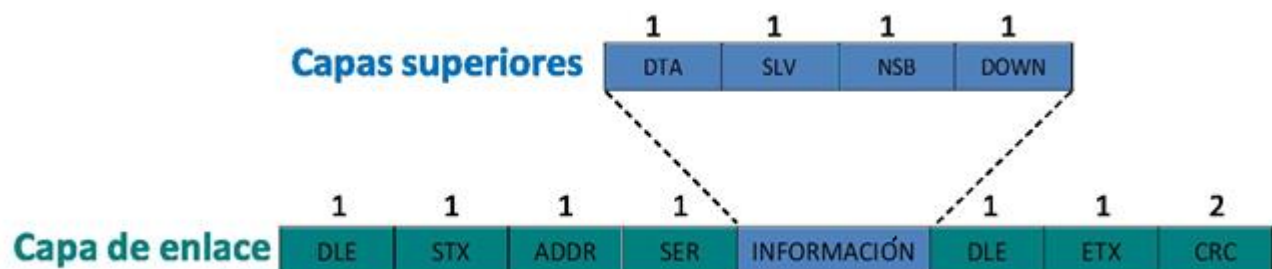 1 1 1 1
Capas superiores DTA SLV NSB DOWN
1 1 1 1 1 1 2
Capa de enlace DLE STX ADDR SER INFORMACIÓN DLE ETX CRC